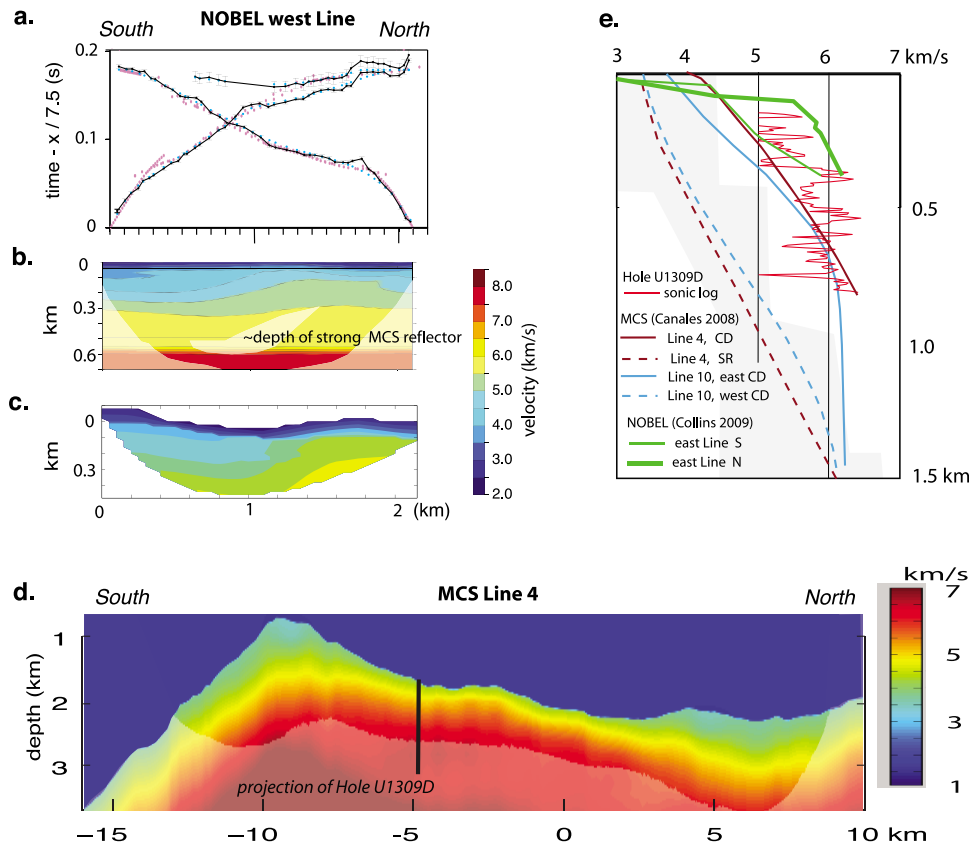 a.
South
NOBEL west Line
North
0.2
0.1
0
time - x / 7.5 (s)
b.
0
0.3
0.6
km
~depth of strong MCS reflector
8.0
7.0
6.0
5.0
4.0
3.0
2.0
velocity (km/s)
c.
0
0.3
km
0
1
(km)
2
e.
3
4
5
6
7
km/s
0.5
1.0
1.5 km
Hole U1309D
sonic log
MCS (Canales 2008)
Line 4, CD
Line 4, SR
Line 10, east CD
Line 10, west CD
NOBEL (Collins 2009)
east Line S
east Line N
d.
South
MCS Line 4
North
1
2
3
depth (km)
projection of Hole U1309D
−15
−10
-5
0
5
10 km
km/s
7
5
3
1